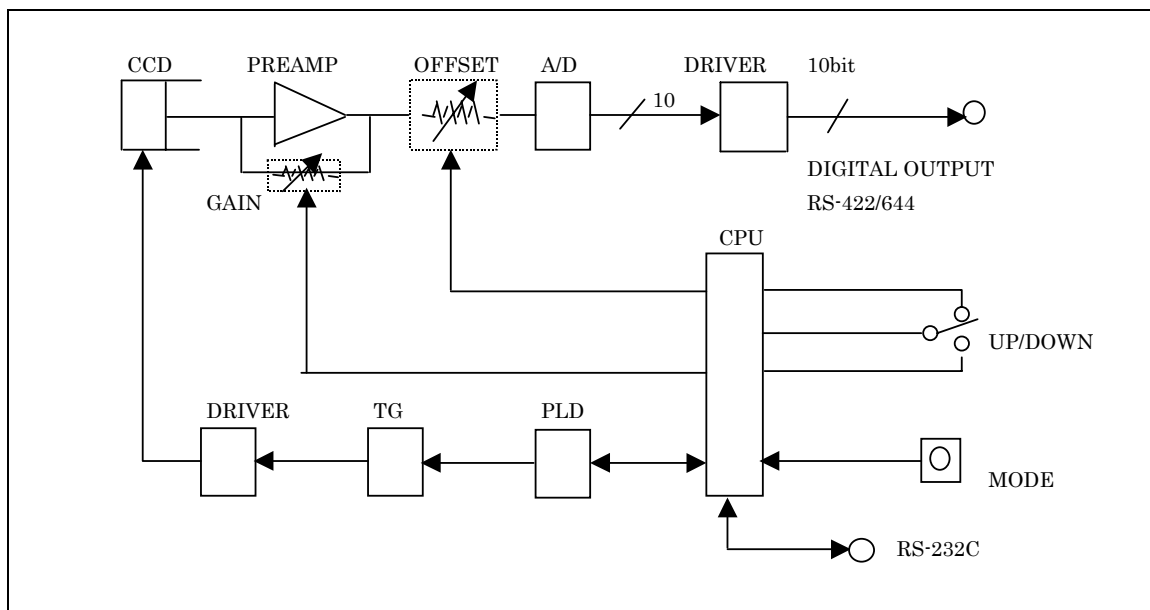 CCD
PREAMP
OFFSET
A/D
DRIVER
10bit
10
GAIN
DIGITAL OUTPUT
RS-422/644
CPU
UP/DOWN
DRIVER
TG
PLD
MODE
RS-232C